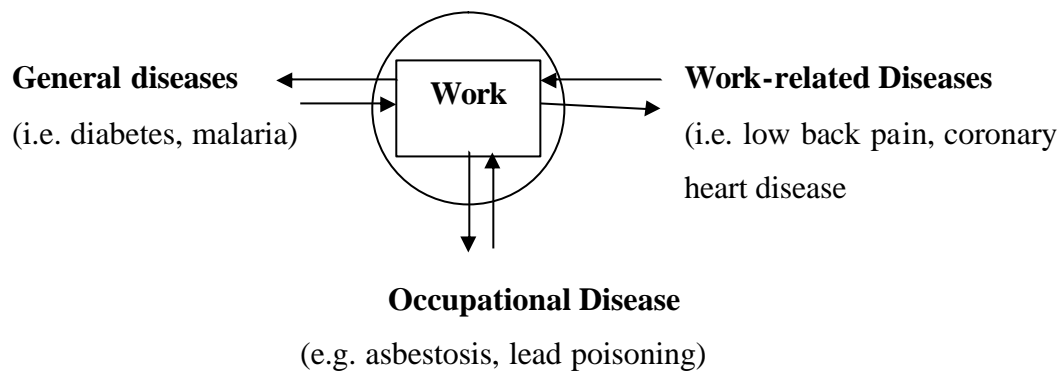 General diseases
(i.e. diabetes, malaria)
Work
Work-related Diseases
(i.e. low back pain, coronary
heart disease
Occupational Disease
(e.g. asbestosis, lead poisoning)